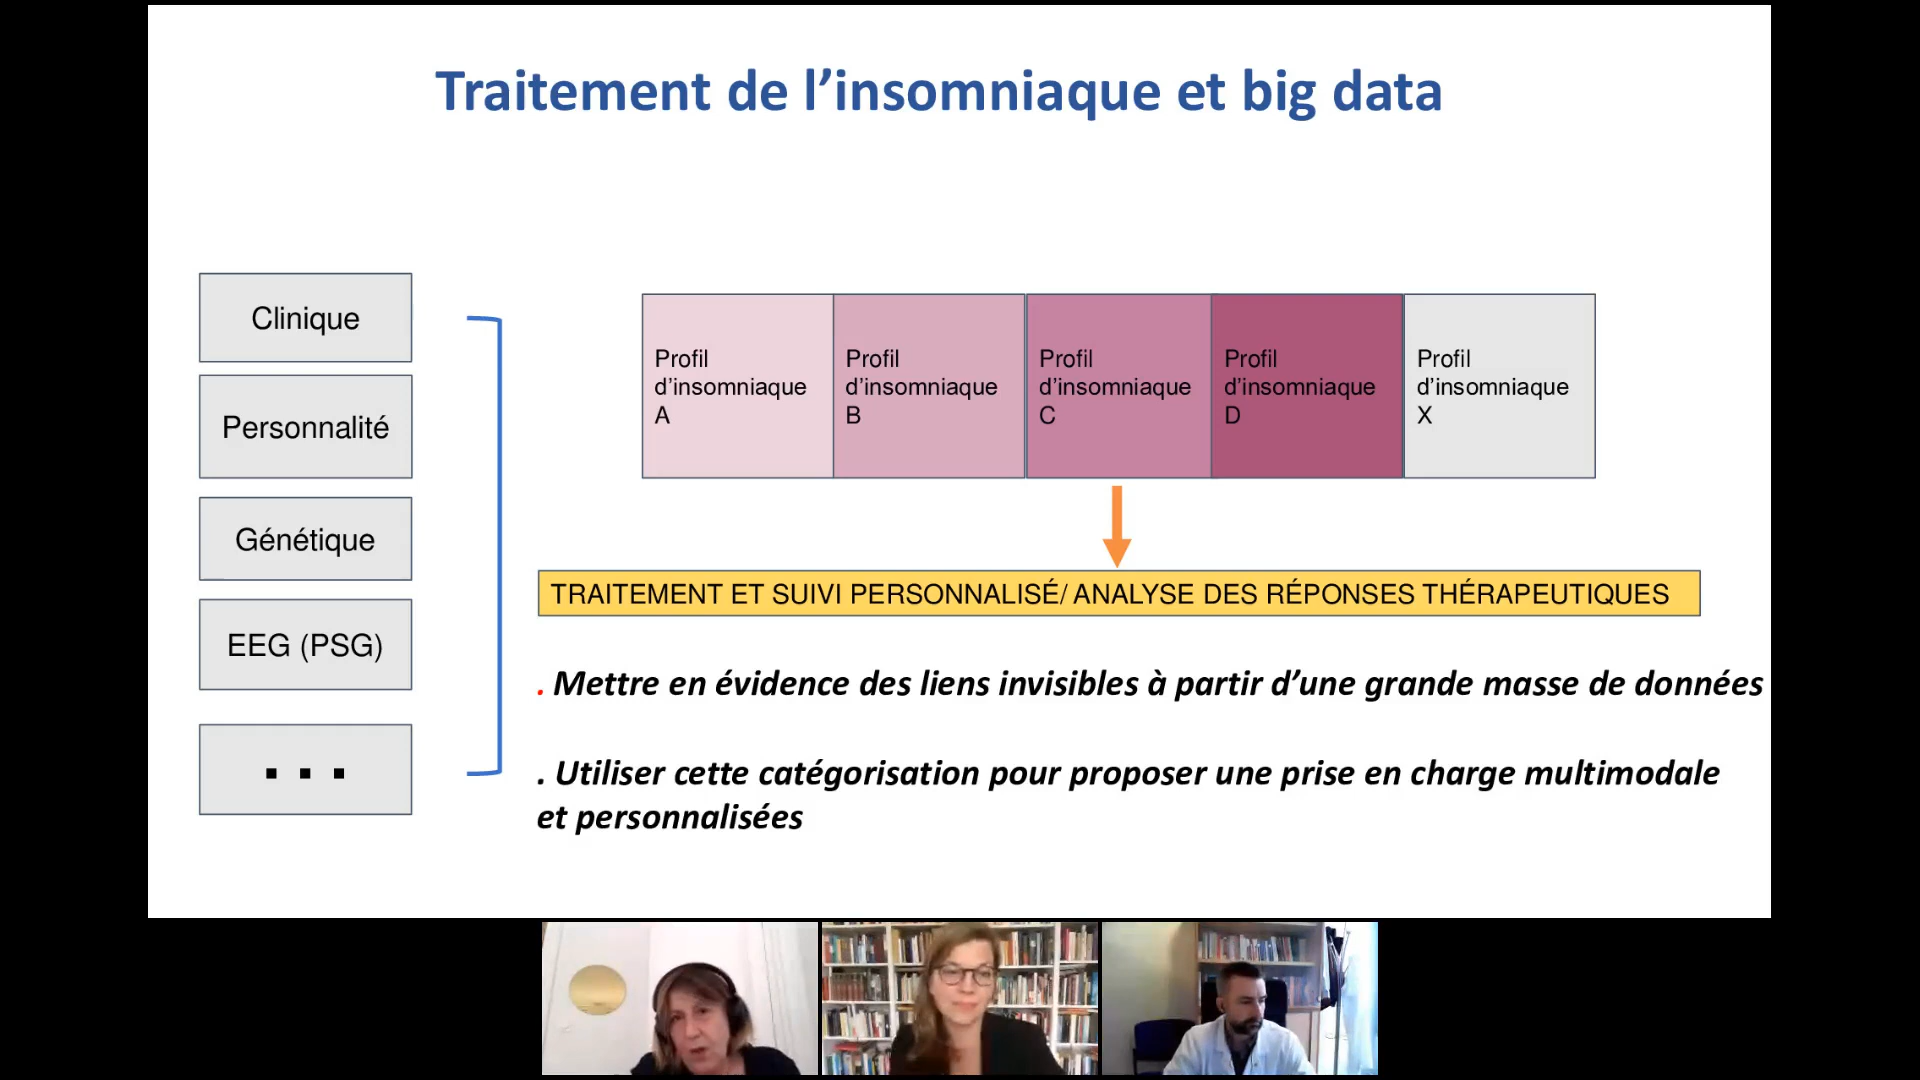 Traitement de l’insomniaque et big data
Clinique
Personnalité
Génétique
EEG (PSG)
...
Profil
d’insomniaque
A
Profil
d’insomniaque
B
Profil
d’insomniaque
C
Profil
d’insomniaque
D
Profil
d’insomniaque
X
TRAITEMENT ET SUIVI PERSONNALISÉ/ ANALYSE DES RÉPONSES THÉRAPEUTIQUES
. Mettre en évidence des liens invisibles à partir d’une grande masse de données
. Utiliser cette catégorisation pour proposer une prise en charge multimodale
et personnalisées